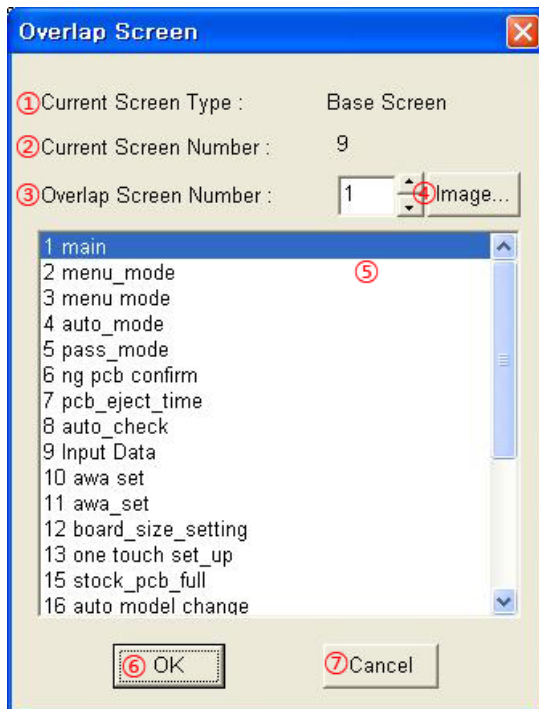 Overlap Screen
①Current Screen Type : Base Screen
②Current Screen Number : 9
③Overlap Screen Number : 1 ④Image...
1 main
⑤
2 menu_mode
3 menu mode
4 auto_mode
5 pass_mode
6 ng pcb confirm
7 pcb_eject_time
8 auto_check
9 Input Data
10 awa set
11 awa_set
12 board_size_setting
13 one touch set_up
15 stock_pcb_full
16 auto model change
⑥ OK ⑦Cancel